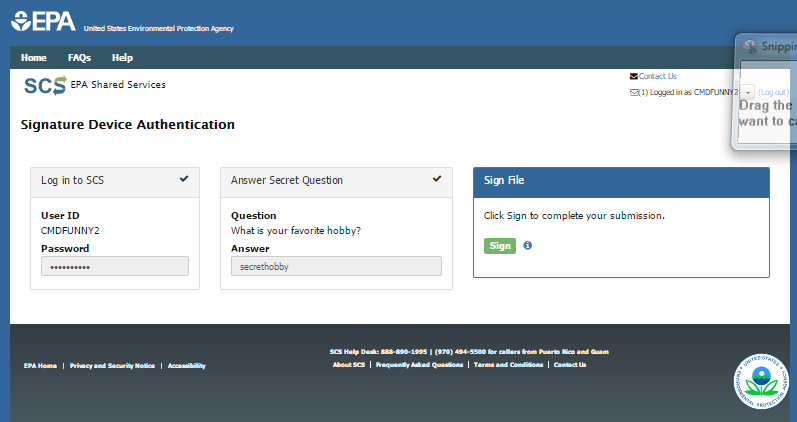 EPA United States Environmental Protection Agency
Home FAQs Help
Snipping
SCS EPA Shared Services
Contact Us
(1) Logged in as CMDFUNNY2 (Log out)
Drag the
want to ca
Signature Device Authentication
Log in to SCS
User ID
CMDFUNNY2
Password
••••••••••
Answer Secret Question
Question
What is your favorite hobby?
Answer
secrethobby
Sign File
Click Sign to complete your submission.
Sign
SCS Help Desk: 888-890-1995 | (970) 494-5500 for callers from Puerto Rico and Guam
EPA Home | Privacy and Security Notice | Accessibility
About SCS | Frequently Asked Questions | Terms and Conditions | Contact Us
UNITED STATES
ENVIRONMENTAL PROTECTION AGENCY